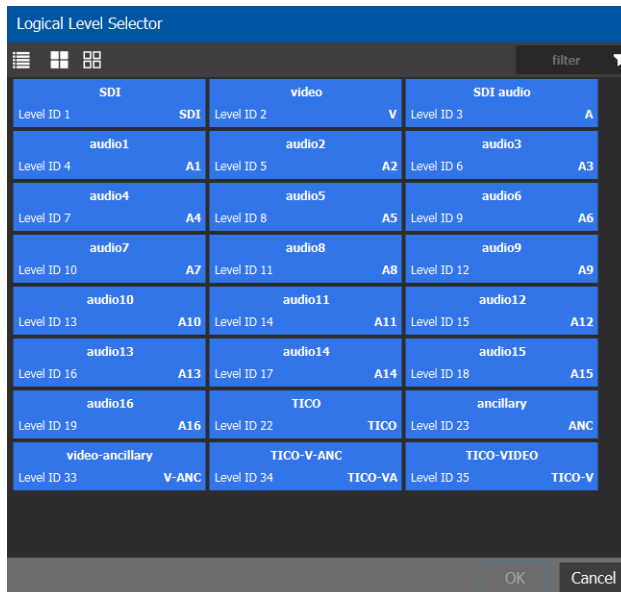 Logical Level Selector
filter
SDI video SDI audio
Level ID 1 SDI Level ID 2 V Level ID 3 A
audio1 audio2 audio3
Level ID 4 A1 Level ID 5 A2 Level ID 6 A3
audio4 audio5 audio6
Level ID 7 A4 Level ID 8 A5 Level ID 9 A6
audio7 audio8 audio9
Level ID 10 A7 Level ID 11 A8 Level ID 12 A9
audio10 audio11 audio12
Level ID 13 A10 Level ID 14 A11 Level ID 15 A12
audio13 audio14 audio15
Level ID 16 A13 Level ID 17 A14 Level ID 18 A15
audio16 TICO ancillary
Level ID 19 A16 Level ID 22 TICO Level ID 23 ANC
video-ancillary TICO-V-ANC TICO-VIDEO
Level ID 33 V-ANC Level ID 34 TICO-VA Level ID 35 TICO-V
OK Cancel